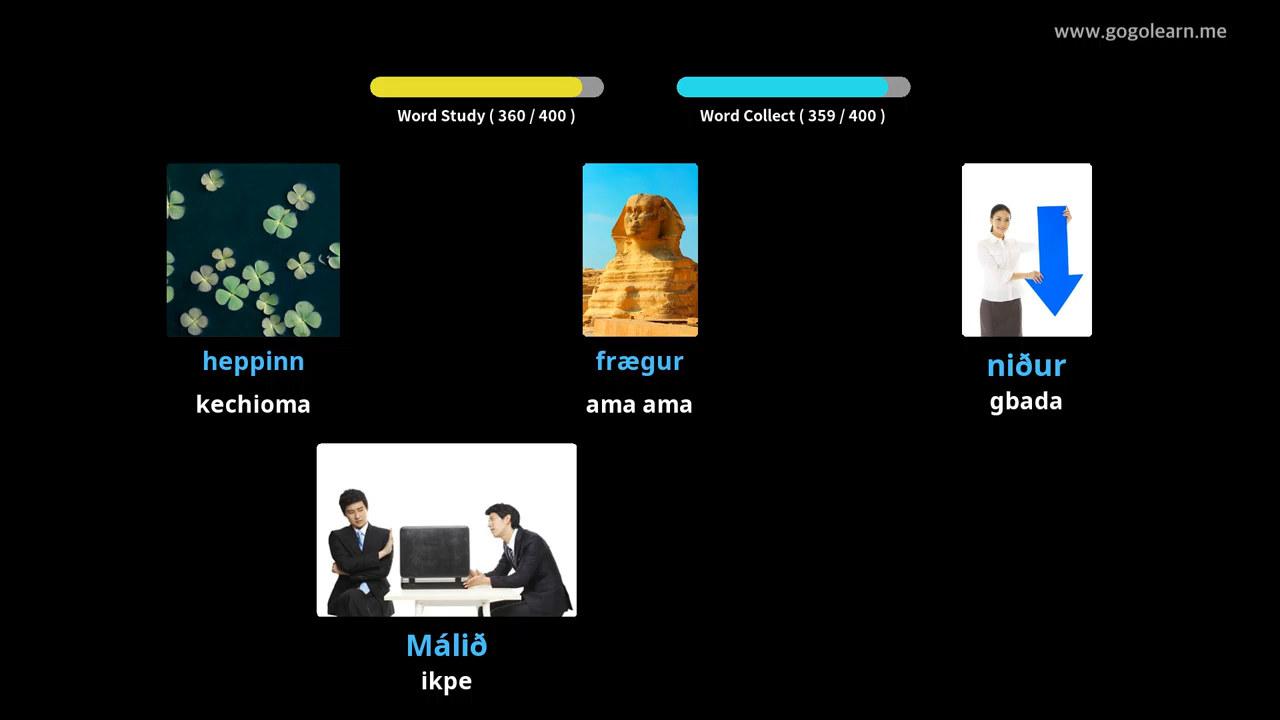 www.gogolearn.me
Word Study ( 360 / 400 )
Word Collect ( 359 / 400 )
heppinn
kechioma
frægur
ama ama
niður
gbada
Málið
ikpe